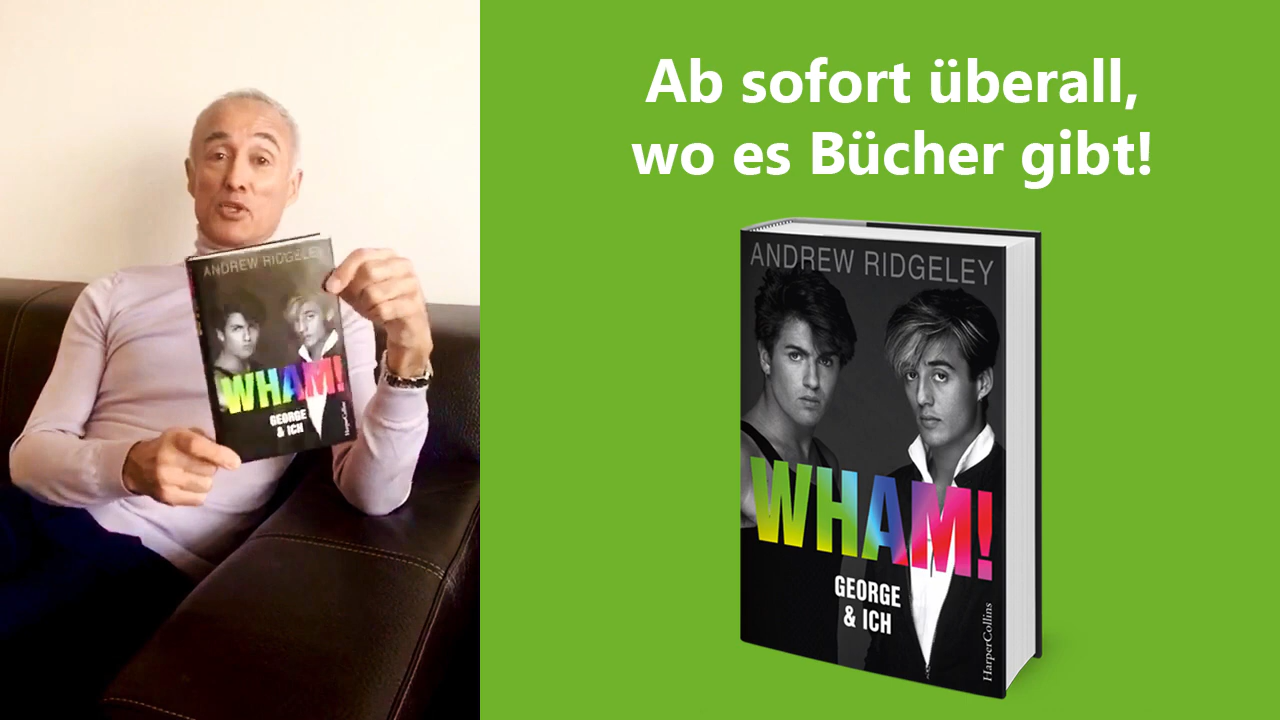 Ab sofort überall,
wo es Bücher gibt!
ANDREW RIDGELEY
WHAM!
GEORGE
& ICH
HarperCollins
ANDREW RIDGELEY
WHAM!
GEORGE
& ICH
HarperCollins